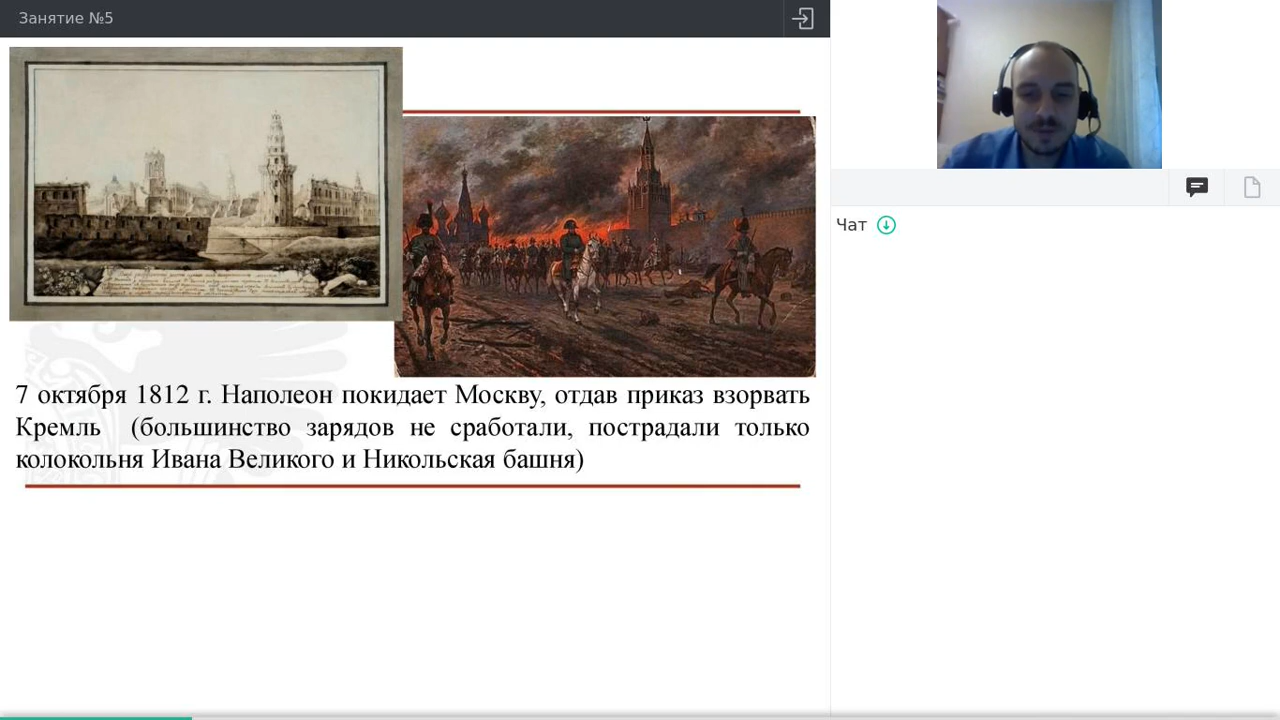 Занятие №5
Чат
7 октября 1812 г. Наполеон покидает Москву, отдав приказ взорвать
Кремль (большинство зарядов не сработали, пострадали только
колокольня Ивана Великого и Никольская башня)